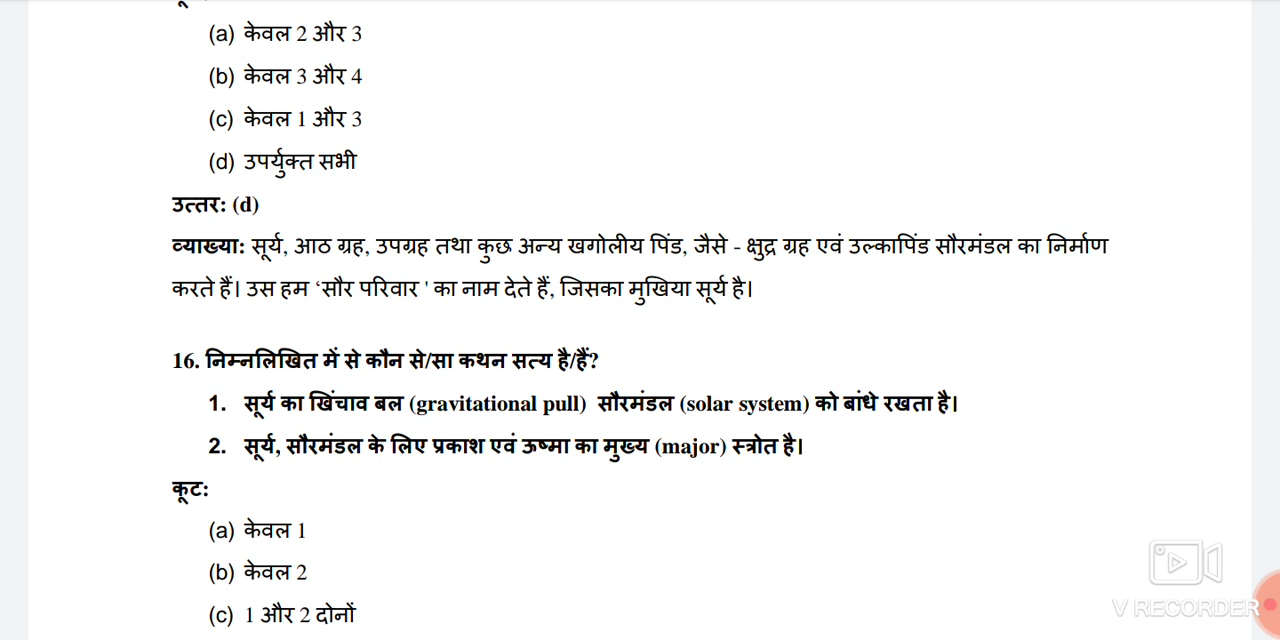 (a) केवल 2 और 3
(b) केवल 3 और 4
(c) केवल 1 और 3
(d) उपर्युक्त सभी
उत्तर: (d)
व्याख्या: सूर्य, आठ ग्रह, उपग्रह तथा कुछ अन्य खगोलीय पिंड, जैसे - क्षुद्र ग्रह एवं उल्कापिंड सौरमंडल का निर्माण
करते हैं। उस हम ‘सौर परिवार ' का नाम देते हैं, जिसका मुखिया सूर्य है।
16. निम्नलिखित में से कौन से/सा कथन सत्य है/हैं?
1. सूर्य का खिंचाव बल (gravitational pull) सौरमंडल (solar system) को बांधे रखता है।
2. सूर्य, सौरमंडल के लिए प्रकाश एवं ऊष्मा का मुख्य (major) स्त्रोत है।
कूट:
(a) केवल 1
(b) केवल 2
(c) 1 और 2 दोनों
V RECORDER